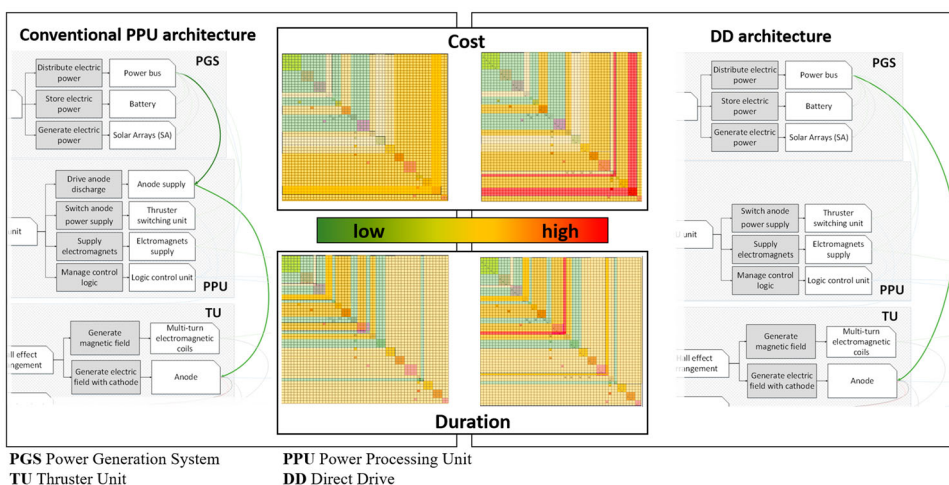 Conventional PPU architecture
PGS
Distribute electric
power
Power bus
Store electric
power
Battery
Generate electric
power
Solar Arrays (SA)
Drive anode
discharge
Anode supply
Switch anode
power supply
Thruster
switching unit
unit
Supply
electromagnets
Elctromagnets
supply
Manage control
logic
Logic control unit
PPU
TU
Generate
magnetic field
Multi-turn
electromagnetic
coils
Generate electric
field with cathode
Anode
Cost
low
high
Duration
DD architecture
PGS
Distribute electric
power
Power bus
Store electric
power
Battery
Generate electric
power
Solar Arrays (SA)
Switch anode
power supply
Thruster
switching unit
unit
Supply
electromagnets
Elctromagnets
supply
Manage control
logic
Logic control unit
PPU
TU
Generate
magnetic field
Multi-turn
electromagnetic
coils
Hall effect
Generate electric
field with cathode
Anode
PGS Power Generation System
PPU Power Processing Unit
TU Thruster Unit
DD Direct Drive